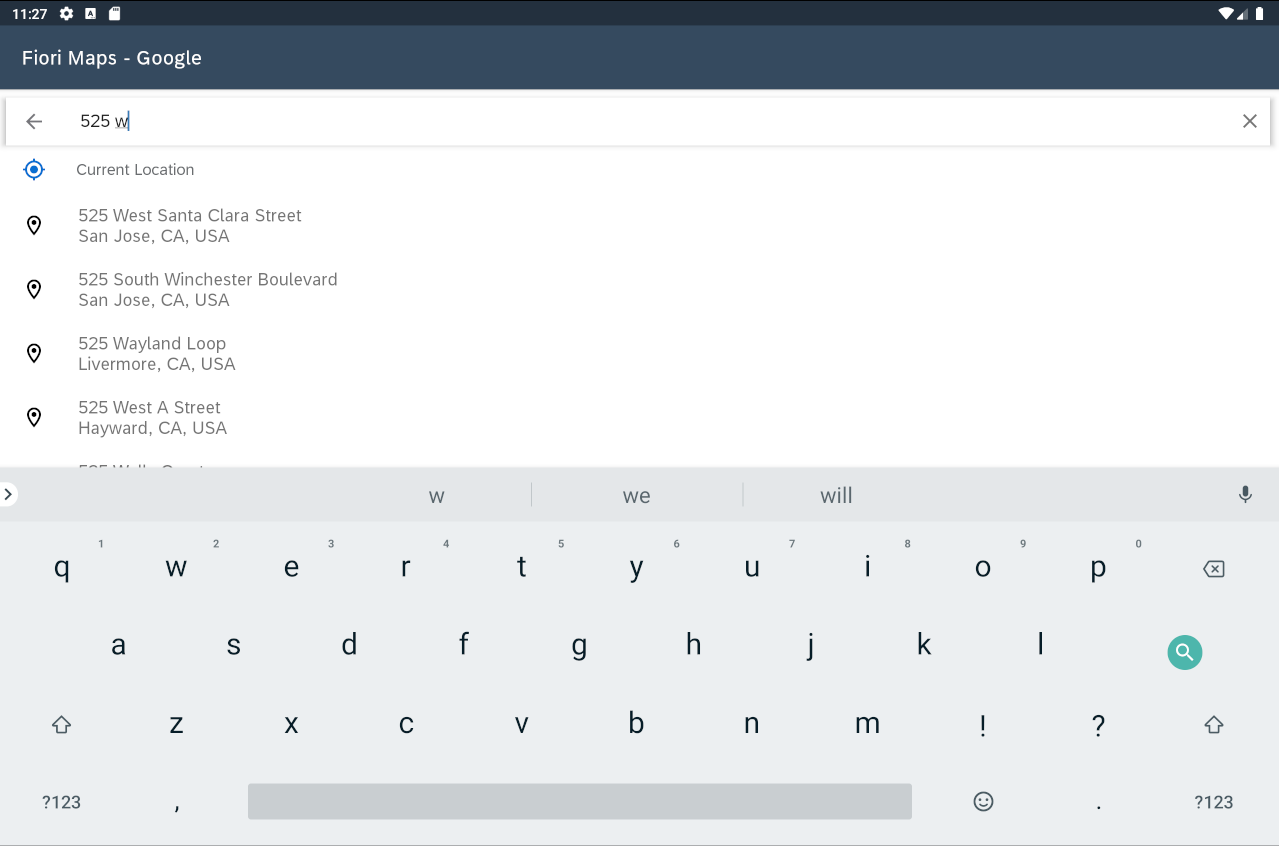 11:27
Fiori Maps - Google
525 w
Current Location
525 West Santa Clara Street
San Jose, CA, USA
525 South Winchester Boulevard
San Jose, CA, USA
525 Wayland Loop
Livermore, CA, USA
525 West A Street
Hayward, CA, USA
w we will
1 2 3 4 5 6 7 8 9 0
q w e r t y u i o p
a s d f g h j k l
z x c v b n m ! ?
?123 , . ?123